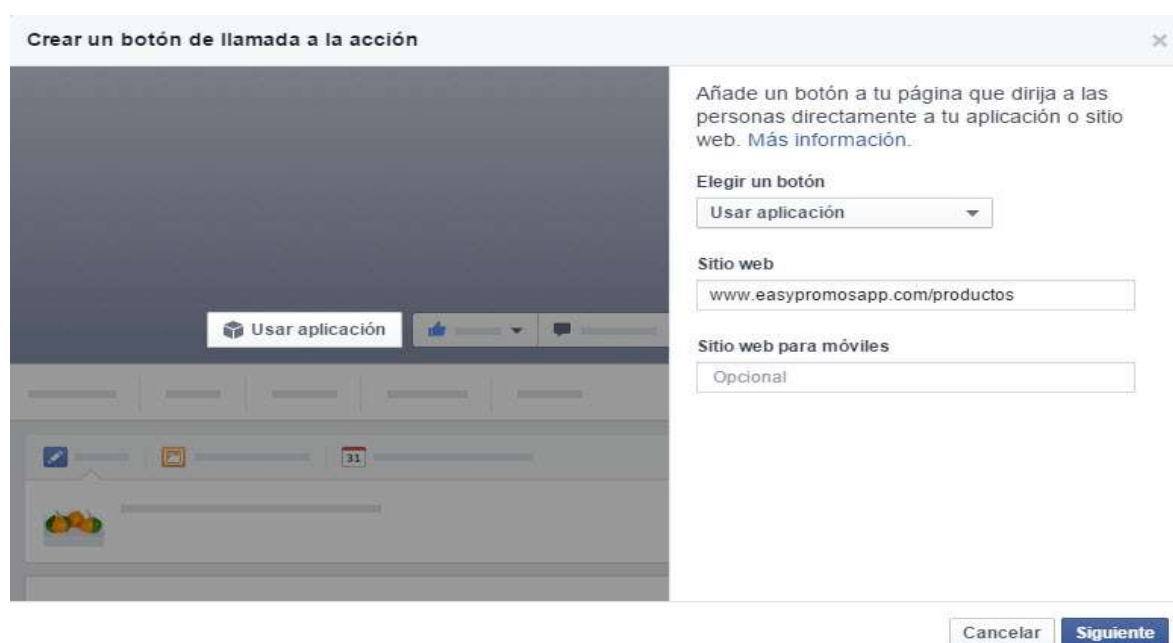 Crear un botón de llamada a la acción
Añade un botón a tu página que dirija a las
personas directamente a tu aplicación o sitio
web. Más información.
Elegir un botón
Usar aplicación
Sitio web
www.easypromosapp.com/productos
Usar aplicación
Sitio web para móviles
Opcional
31
Cancelar
Siguiente